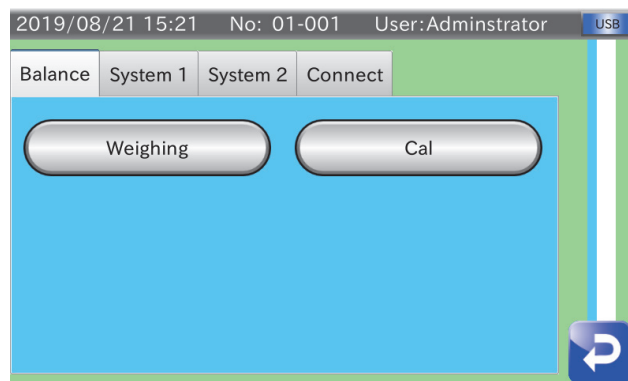 2019/08/21 15:21 No: 01-001 User:Adminstrator USB
Balance System 1 System 2 Connect
Weighing Cal